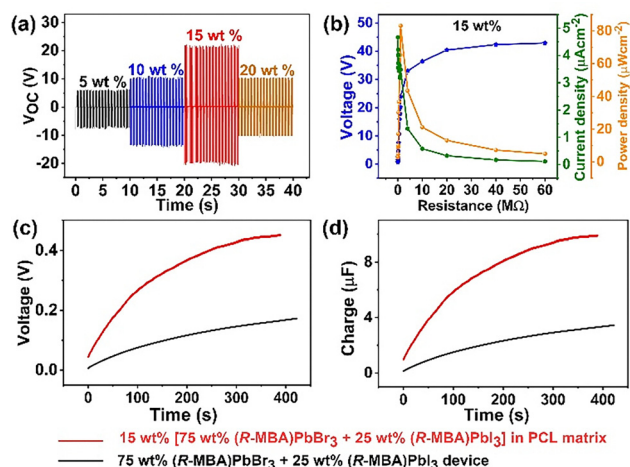 (a)
30
20
10
0
-10
-20
-30
V_OC (V)
5 wt %
10 wt %
15 wt %
20 wt %
0 5 10 15 20 25 30 35 40
Time (s)
(b)
15 wt%
50
40
30
20
10
0
Voltage (V)
0 10 20 30 40 50 60
Resistance (MΩ)
5
4
3
2
1
0
Current density (μAcm⁻²)
80
60
40
20
0
Power density (μWcm⁻²)
(c)
0.4
0.2
0.0
Voltage (V)
0 100 200 300 400
Time (s)
(d)
8
4
0
Charge (μF)
0 100 200 300 400
Time (s)
15 wt% [75 wt% (R-MBA)PbBr₃ + 25 wt% (R-MBA)PbI₃] in PCL matrix
75 wt% (R-MBA)PbBr₃ + 25 wt% (R-MBA)PbI₃ device